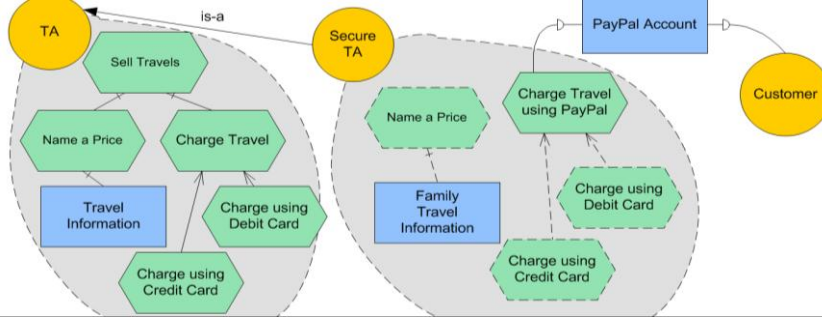 TA
is-a
Secure
TA
PayPal Account
Customer
Sell Travels
Name a Price
Charge Travel
Travel
Information
Charge using
Debit Card
Charge using
Credit Card
Name a Price
Charge Travel
using PayPal
Family
Travel
Information
Charge using
Debit Card
Charge using
Credit Card